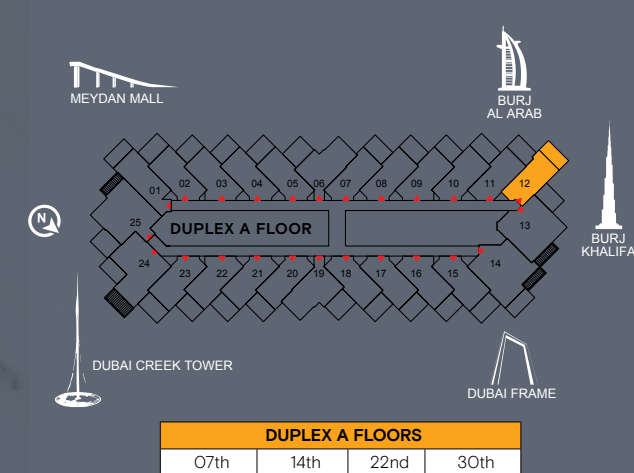 MEYDAN MALL
BURJ
AL ARAB
BURJ
KHALIFA
N
01 02 03 04 05 06 07 08 09 10 11 12
13
25
DUPLEX A FLOOR
24 23 22 21 20 19 18 17 16 15 14
DUBAI CREEK TOWER
DUBAI FRAME
DUPLEX A FLOORS
07th 14th 22nd 30th